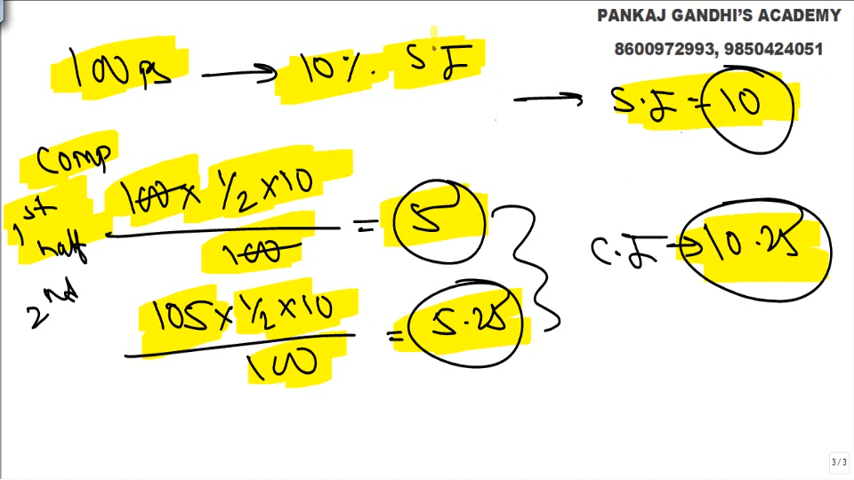 PANKAJ GANDHI'S ACADEMY
8600972993, 9850424051
100 ps → 10%. S.I
→ S.I = 10
Comp
1st half 100 × 1/2 × 10 / 100 = 5
C.I → 10.25
2nd 105 × 1/2 × 10 / 100 = 5.25
3/3